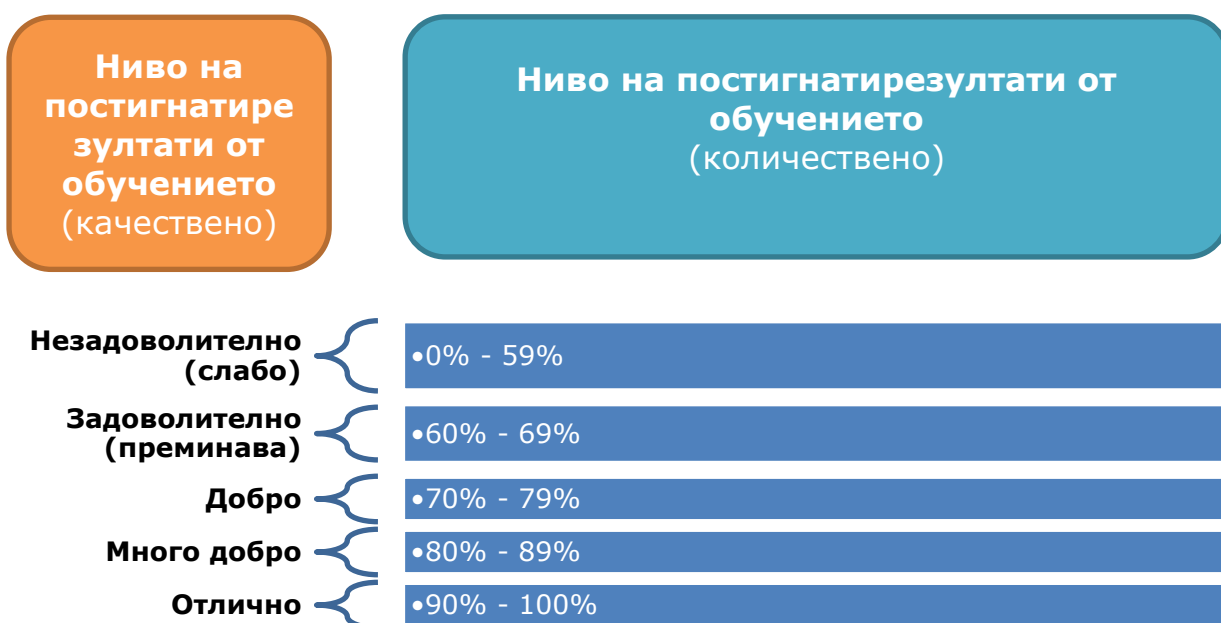 Ниво на
постигнатире
зултати от
обучението
(качествено)
Ниво на постигнатирезултати от
обучението
(количествено)
Незадоволително
(слабо)
•0% - 59%
Задоволително
(преминава)
•60% - 69%
Добро
•70% - 79%
Много добро
•80% - 89%
Отлично
•90% - 100%